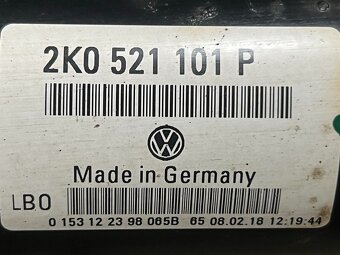 2K0 521 101 P
Made in Germany
LBO
0 153 12 23 98 065B 65 08.02.18 12:19:44